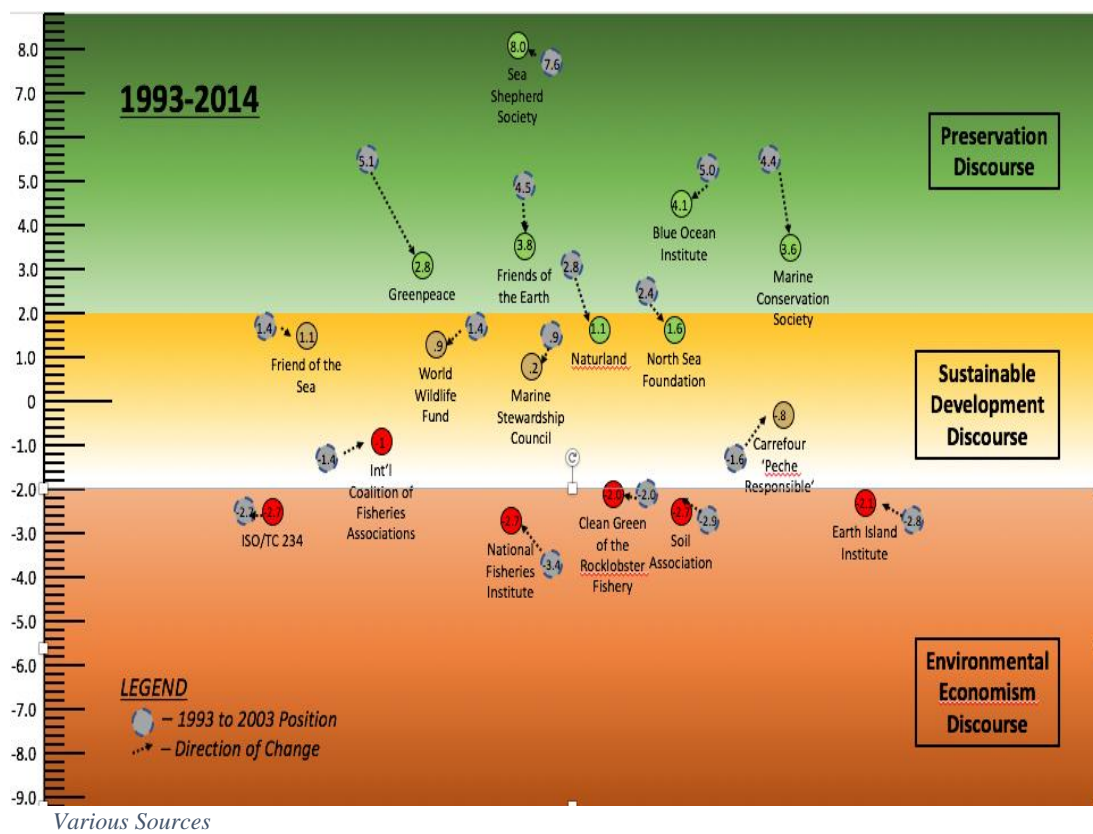 8.0
7.0
6.0
5.0
4.0
3.0
2.0
1.0
0
-1.0
-2.0
-3.0
-4.0
-5.0
-6.0
-7.0
-8.0
-9.0
1993-2014
8.0
7.6
Sea
Shepherd
Society
Preservation
Discourse
5.1
4.5
5.0
4.4
4.1
Blue Ocean
Institute
2.8
Greenpeace
3.8
Friends of
the Earth
3.6
Marine
Conservation
Society
2.8
2.4
1.4
1.1
Friend of the
Sea
.9
1.4
World
Wildlife
Fund
.9
.2
Marine
Stewardship
Council
1.1
Naturland
1.6
North Sea
Foundation
Sustainable
Development
Discourse
-1.4
Int'l
Coalition of
Fisheries
Associations
-1.6
-.8
Carrefour
'Peche
Responsible'
-2.7
ISO/TC 234
-2.7
National
Fisheries
Institute
-3.4
-2.0
-2.0
Clean Green
of the
Rocklobster
Fishery
-2.7
-2.9
Soil
Association
-2.1
-2.8
Earth Island
Institute
Environmental
Economism
Discourse
LEGEND
– 1993 to 2003 Position
– Direction of Change
Various Sources